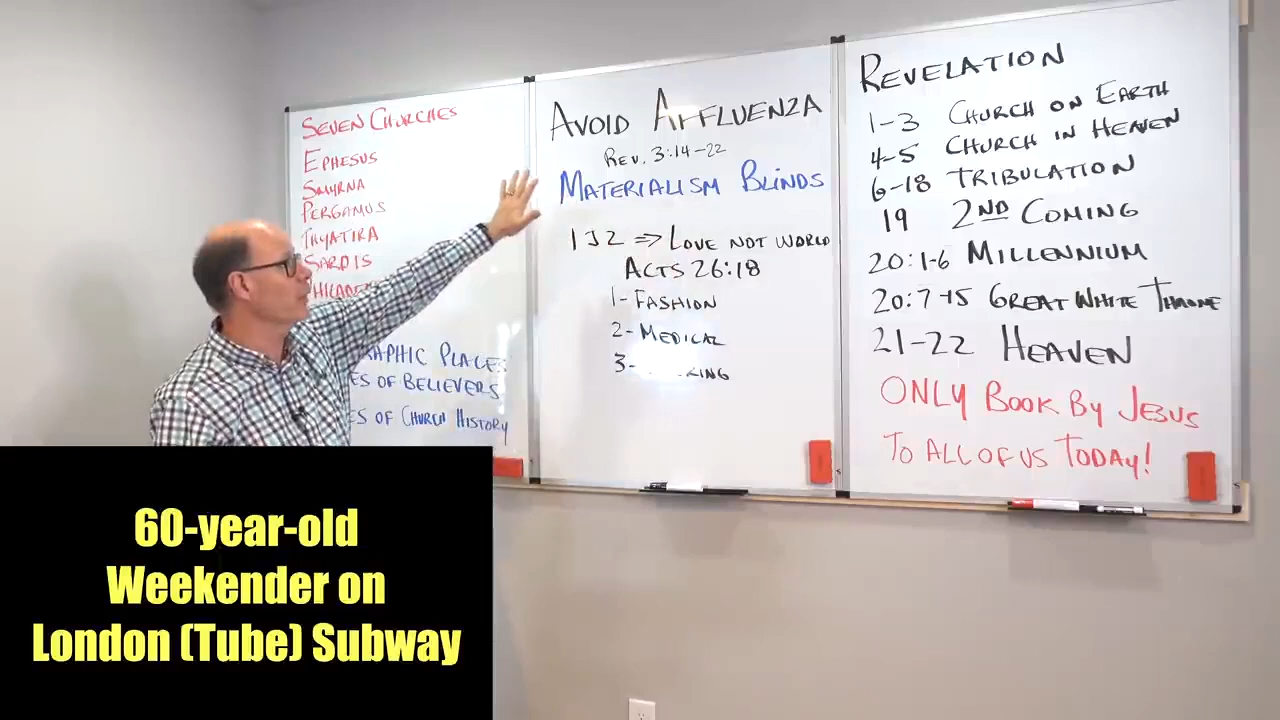 SEVEN CHURCHES
EPHESUS
SMYRNA
PERGAMUS
THYATIRA
SARDIS
PLACES
OF BELIEVERS
OF CHURCH HISTORY
AVOID AFFLUENZA
REV. 3:14-22
MATERIALISM BLINDS
1 J 2 => LOVE NOT WORLD
ACTS 26:18
1- FASHION
2- MEDICAL
3-
REVELATION
1-3 CHURCH ON EARTH
4-5 CHURCH IN HEAVEN
6-18 TRIBULATION
19 2ND COMING
20:1-6 MILLENNIUM
20:7-15 GREAT WHITE THRONE
21-22 HEAVEN
ONLY BOOK BY JESUS
TO ALL OF US TODAY!
60-year-old
Weekender on
London (Tube) Subway